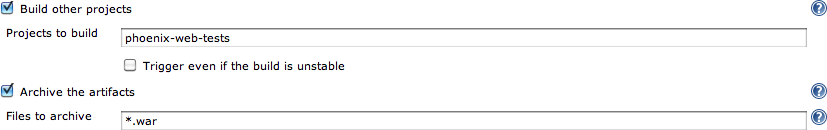 Build other projects
Projects to build phoenix-web-tests
Trigger even if the build is unstable
Archive the artifacts
Files to archive *.war